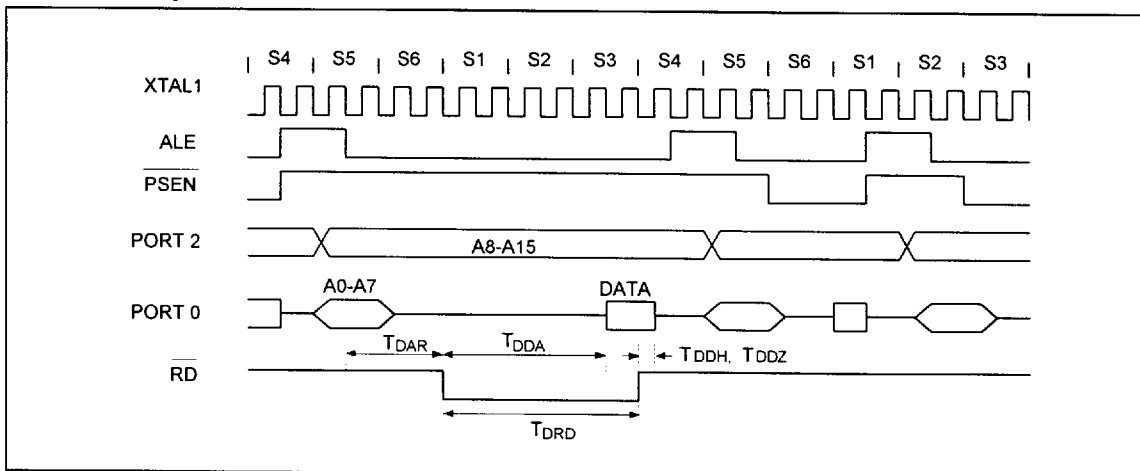 S4 S5 S6 S1 S2 S3 S4 S5 S6 S1 S2 S3
XTAL1
ALE
PSEN
PORT 2
A8-A15
A0-A7
DATA
PORT 0
TDAR
TDDA
TDDH, TDDZ
RD
TDRD